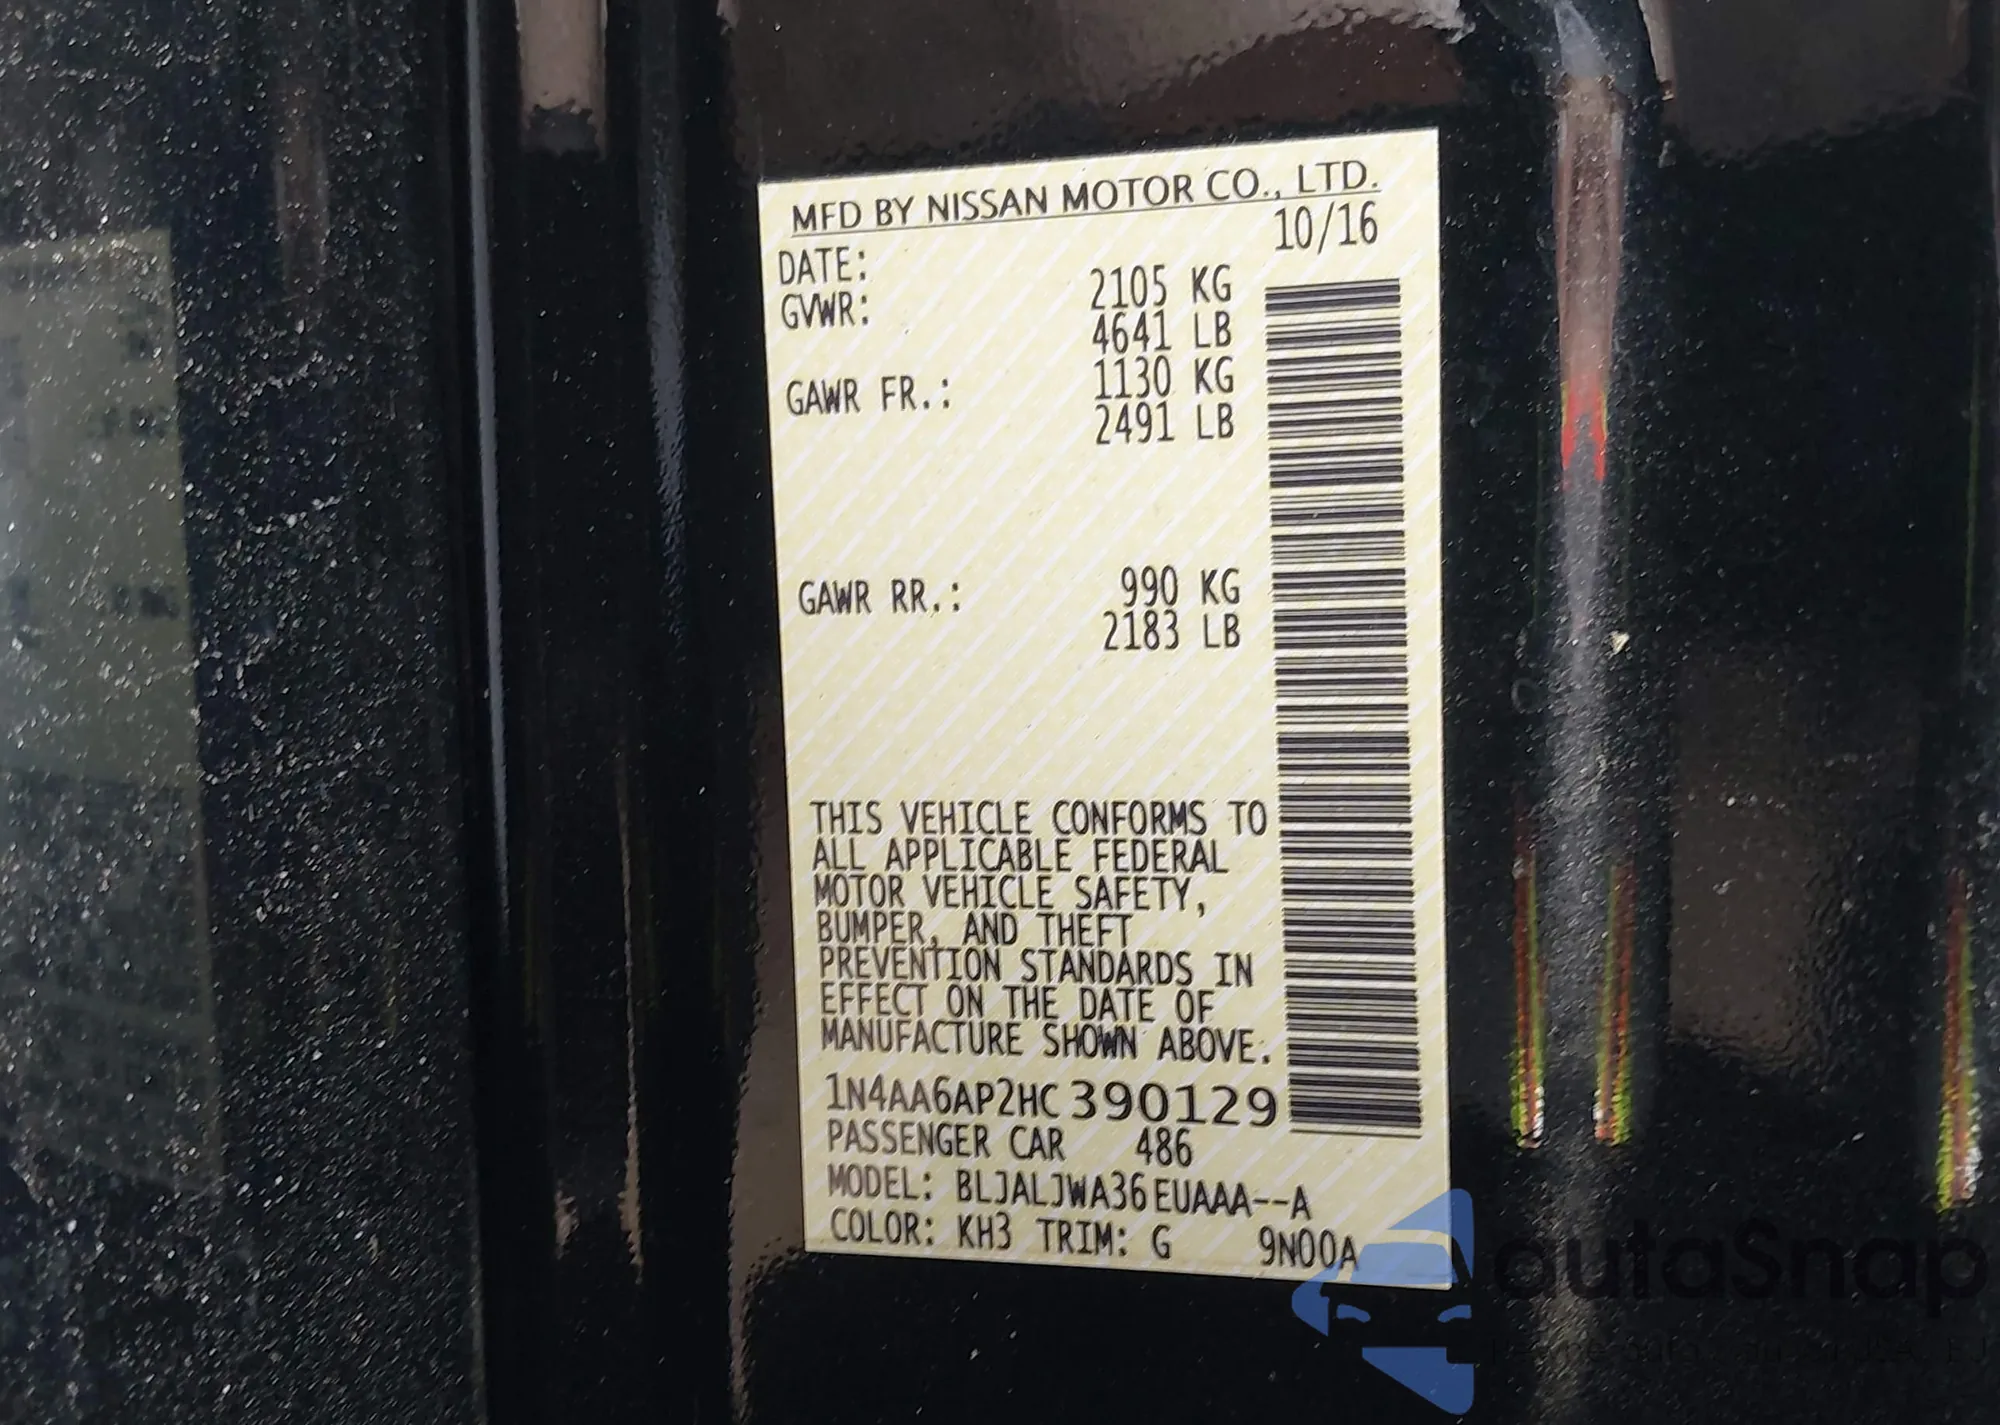 MFD BY NISSAN MOTOR CO., LTD.
DATE: 10/16
GVWR: 2105 KG
4641 LB
GAWR FR.: 1130 KG
2491 LB
GAWR RR.: 990 KG
2183 LB
THIS VEHICLE CONFORMS TO
ALL APPLICABLE FEDERAL
MOTOR VEHICLE SAFETY,
BUMPER, AND THEFT
PREVENTION STANDARDS IN
EFFECT ON THE DATE OF
MANUFACTURE SHOWN ABOVE.
1N4AA6AP2HC390129
PASSENGER CAR 486
MODEL: BLJALJWA36EUAAA--A
COLOR: KH3 TRIM: G 9N00A
outaSnap